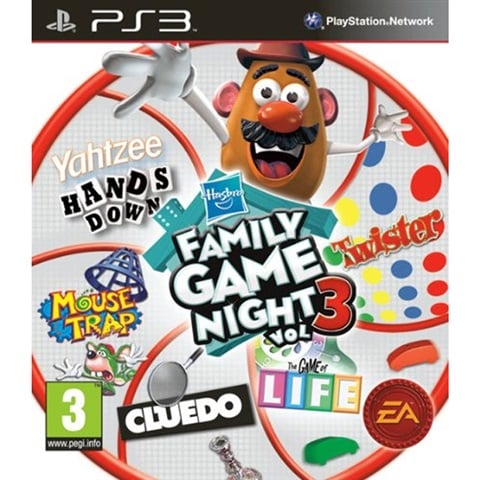 PS3
PlayStation®Network
Yahtzee
HANDS
DOWN
Hasbro
FAMILY
GAME
NIGHT
VOL 3
Twister
MOUSE
TRAP
THE GAME of
LIFE
CLUEDO
3
www.pegi.info
EA